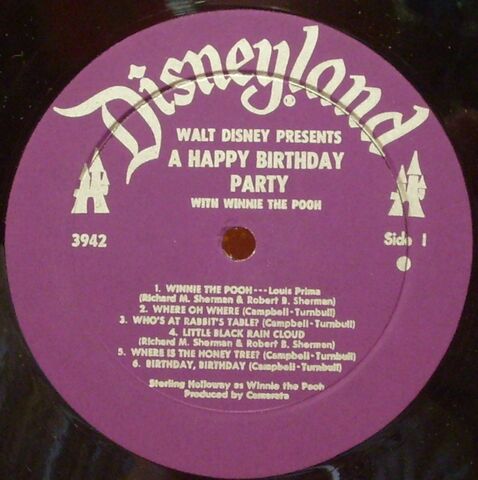 Disneyland
WALT DISNEY PRESENTS
A HAPPY BIRTHDAY
PARTY
WITH WINNIE THE POOH
3942
Side 1
1. WINNIE THE POOH --- Louis Prima
(Richard M. Sherman & Robert B. Sherman)
2. WHERE OH WHERE (Campbell-Turnbull)
3. WHO'S AT RABBIT'S TABLE? (Campbell-Turnbull)
4. LITTLE BLACK RAIN CLOUD
(Richard M. Sherman & Robert B. Sherman)
5. WHERE IS THE HONEY TREE? (Campbell-Turnbull)
6. BIRTHDAY, BIRTHDAY (Campbell-Turnbull)
Sterling Holloway as Winnie the Pooh
Produced by Camarata